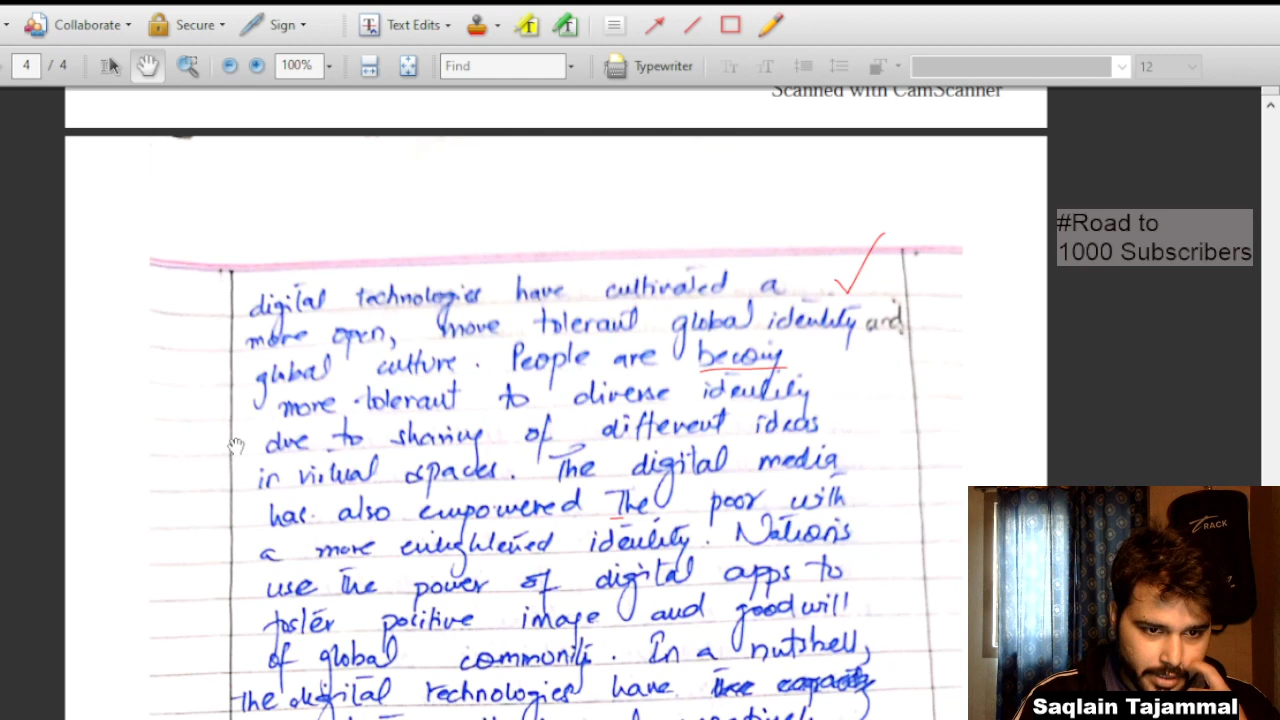 Collaborate Secure Sign Text Edits
4 / 4 100% Find Typewriter 12
Scanned with CamScanner
#Road to
1000 Subscribers
digital technologies have cultivated a
more open, more tolerant global identity and
global culture. People are becoing
more tolerant to diverse identity
due to sharing of different ideas
in virtual spaces. The digital media
has also empowered The poor with
a more enlightened identity. Nations
use the power of digital apps to
foster positive image and goodwill
of global community. In a nutshell,
The digital technologies have
TRACK
Saqlain Tajammal